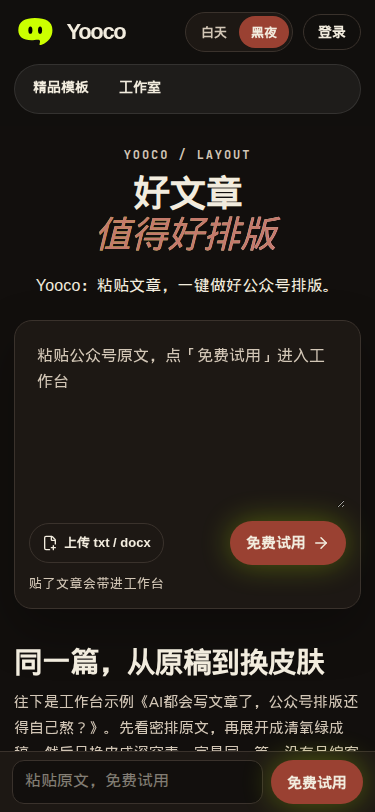 Yooco
白天
黑夜
登录
精品模板
工作室
YOOCO / LAYOUT
好文章
值得好排版
Yooco：粘贴文章，一键做好公众号排版。
粘贴公众号原文，点「免费试用」进入工
作台
上传 txt / docx
免费试用
贴了文章会带进工作台
同一篇，从原稿到换皮肤
往下是工作台示例《AI都会写文章了，公众号排版还
得自己熬？》。先看密排原文，再展开成清氧绿成
粘贴原文，免费试用
免费试用